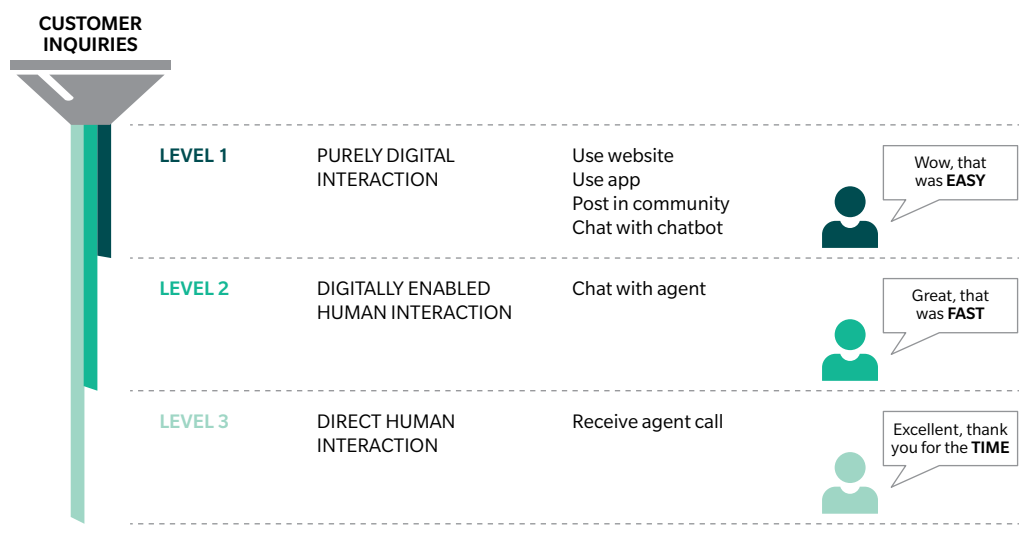 CUSTOMER
INQUIRIES
LEVEL 1
PURELY DIGITAL
INTERACTION
Use website
Use app
Post in community
Chat with chatbot
Wow, that
was EASY
LEVEL 2
DIGITALLY ENABLED
HUMAN INTERACTION
Chat with agent
Great, that
was FAST
LEVEL 3
DIRECT HUMAN
INTERACTION
Receive agent call
Excellent, thank
you for the TIME